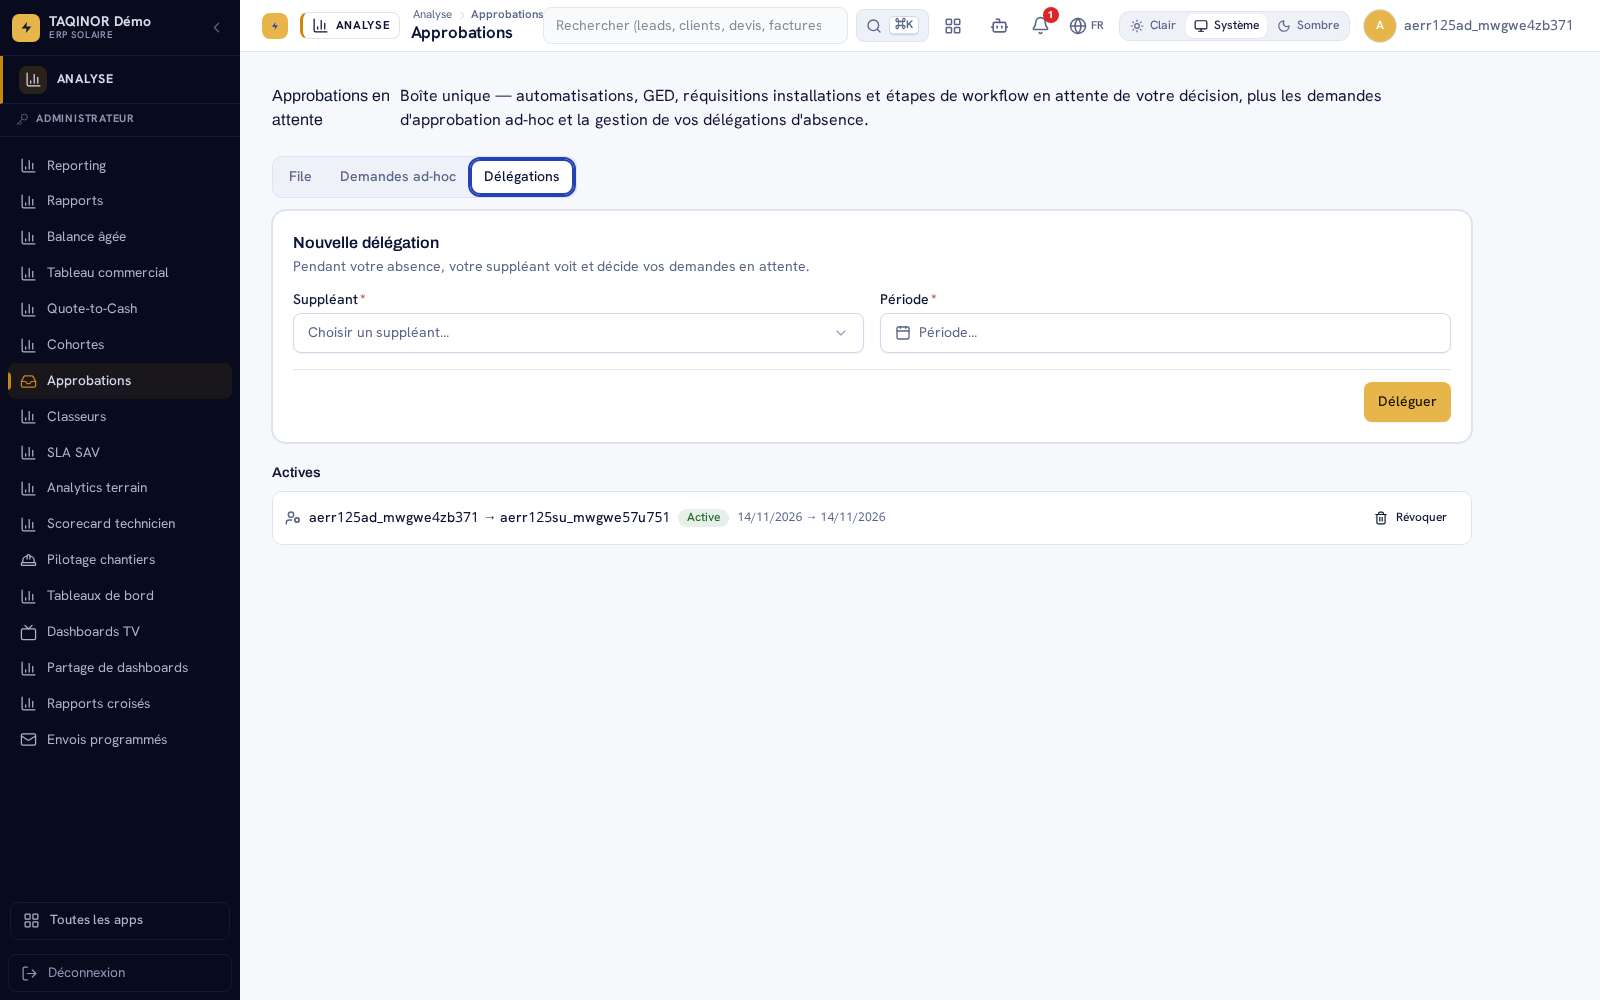 TAQINOR Démo
ERP SOLAIRE
ANALYSE
ADMINISTRATEUR
Reporting
Rapports
Balance âgée
Tableau commercial
Quote-to-Cash
Cohortes
Approbations
Classeurs
SLA SAV
Analytics terrain
Scorecard technicien
Pilotage chantiers
Tableaux de bord
Dashboards TV
Partage de dashboards
Rapports croisés
Envois programmés
Toutes les apps
Déconnexion
ANALYSE
Analyse > Approbations
Approbations
Rechercher (leads, clients, devis, factures
⌘K
1
FR
Clair
Système
Sombre
A
aerr125ad_mwgwe4zb371
Approbations en attente
Boîte unique — automatisations, GED, réquisitions installations et étapes de workflow en attente de votre décision, plus les demandes
d'approbation ad-hoc et la gestion de vos délégations d'absence.
File
Demandes ad-hoc
Délégations
Nouvelle délégation
Pendant votre absence, votre suppléant voit et décide vos demandes en attente.
Suppléant *
Choisir un suppléant...
Période *
Période...
Déléguer
Actives
aerr125ad_mwgwe4zb371 → aerr125su_mwgwe57u751 Active 14/11/2026 → 14/11/2026
Révoquer